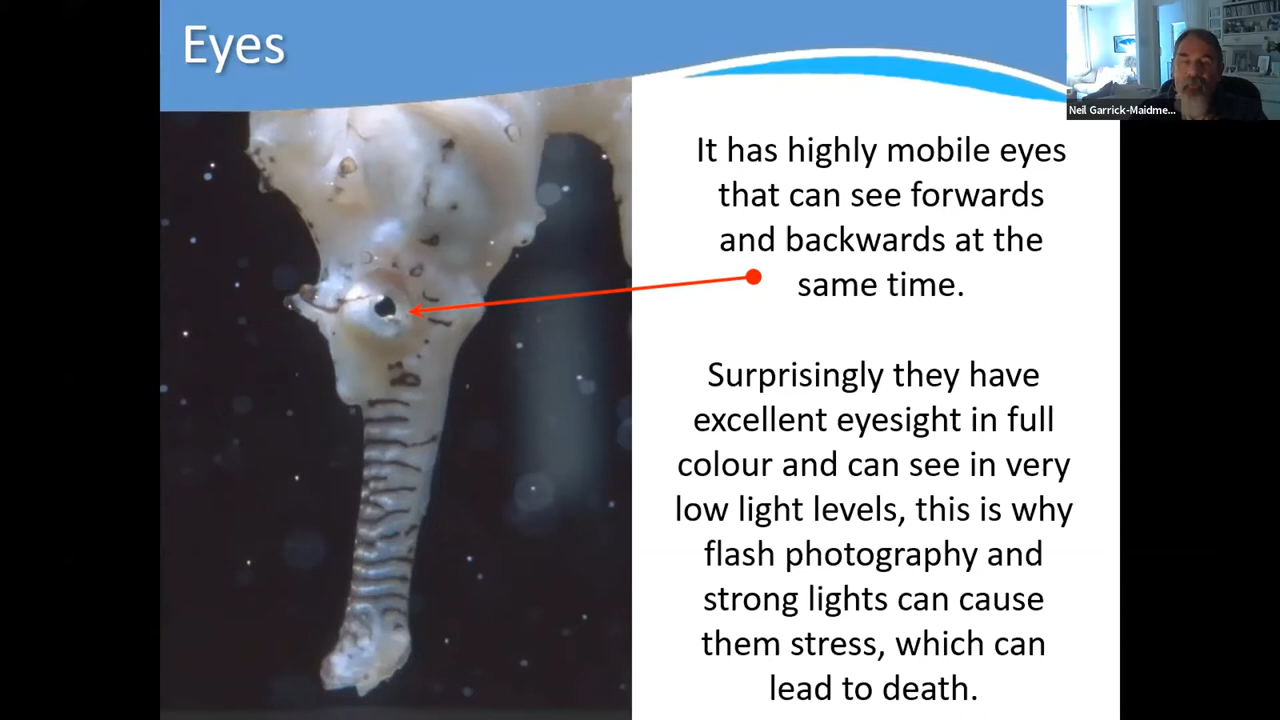 Eyes
Neil Garrick-Maidme...
It has highly mobile eyes
that can see forwards
and backwards at the
same time.
Surprisingly they have
excellent eyesight in full
colour and can see in very
low light levels, this is why
flash photography and
strong lights can cause
them stress, which can
lead to death.